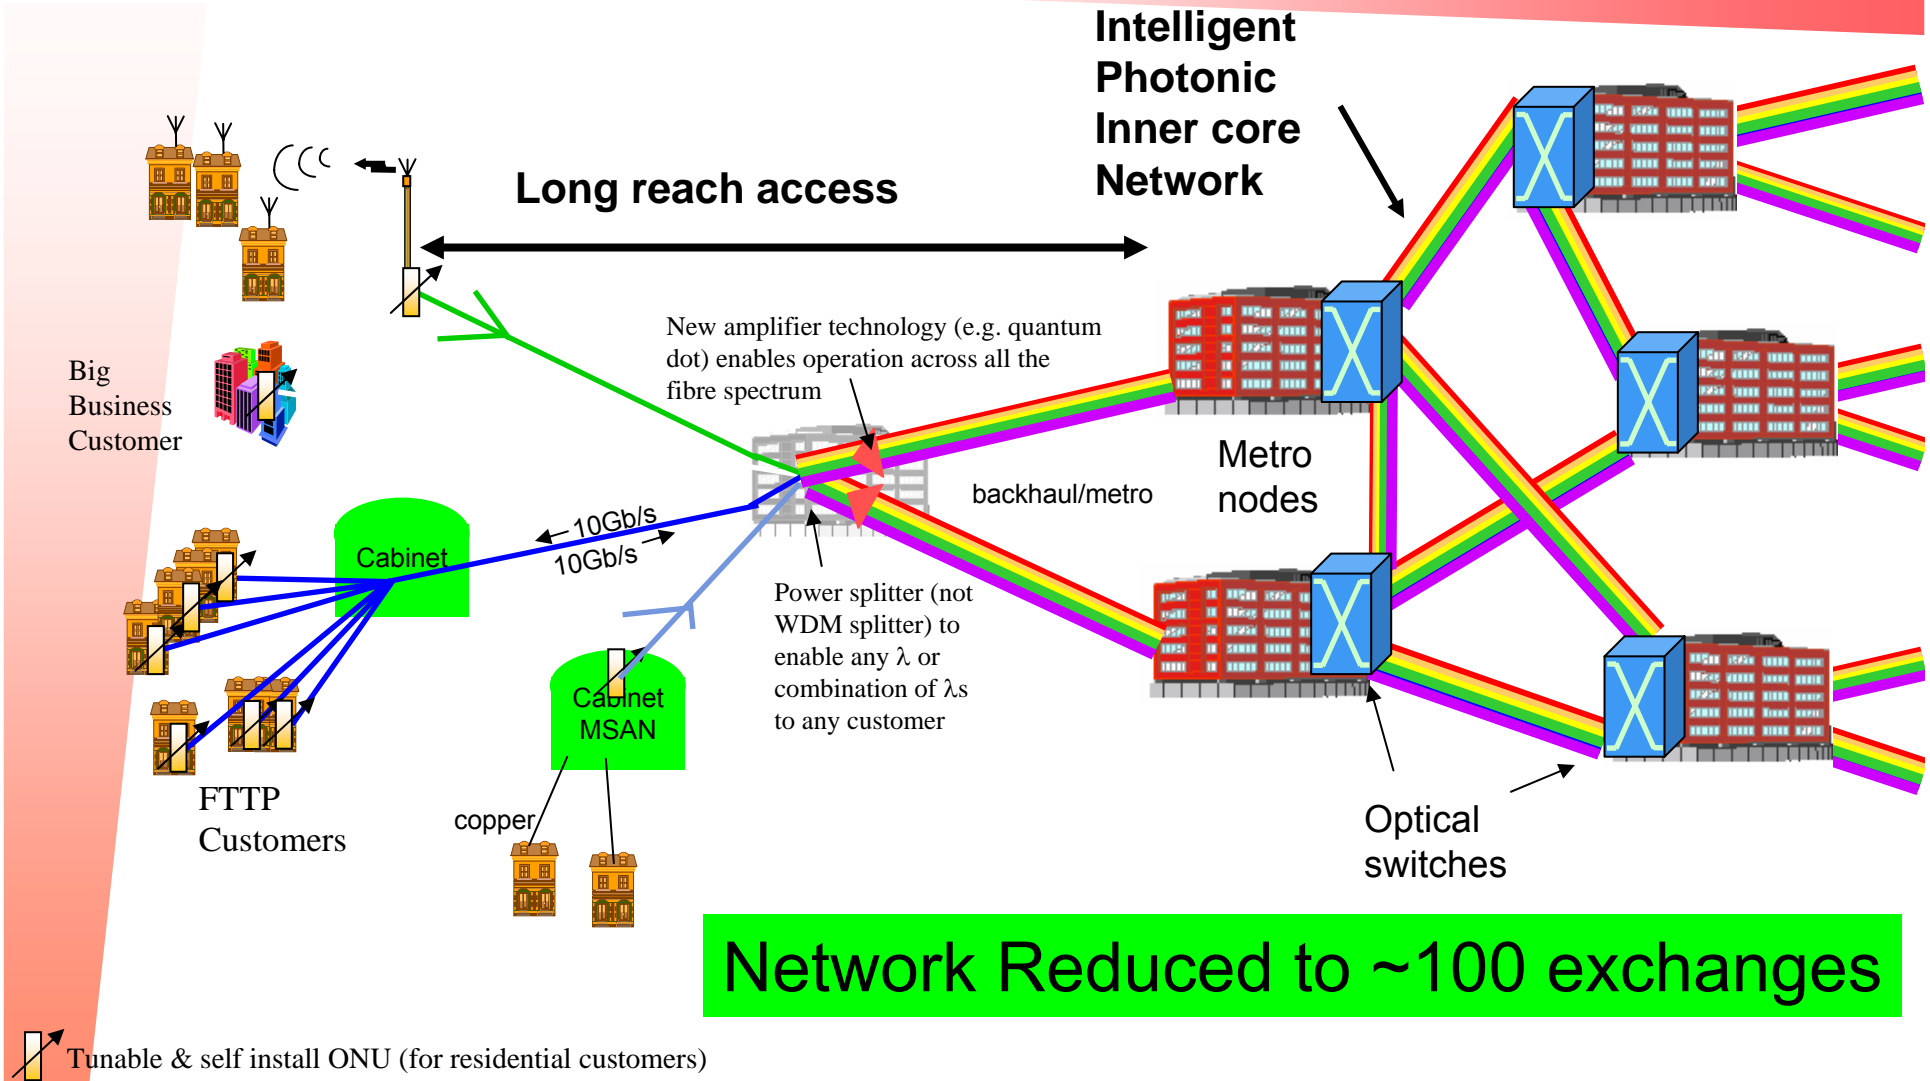 Intelligent
Photonic
Inner core
Network
Long reach access
New amplifier technology (e.g. quantum
dot) enables operation across all the
fibre spectrum
Big
Business
Customer
Metro
nodes
backhaul/metro
10Gb/s
10Gb/s
Cabinet
Power splitter (not
WDM splitter) to
enable any λ or
combination of λs
to any customer
Cabinet
MSAN
FTTP
Customers
copper
Optical
switches
Network Reduced to ~100 exchanges
Tunable & self install ONU (for residential customers)